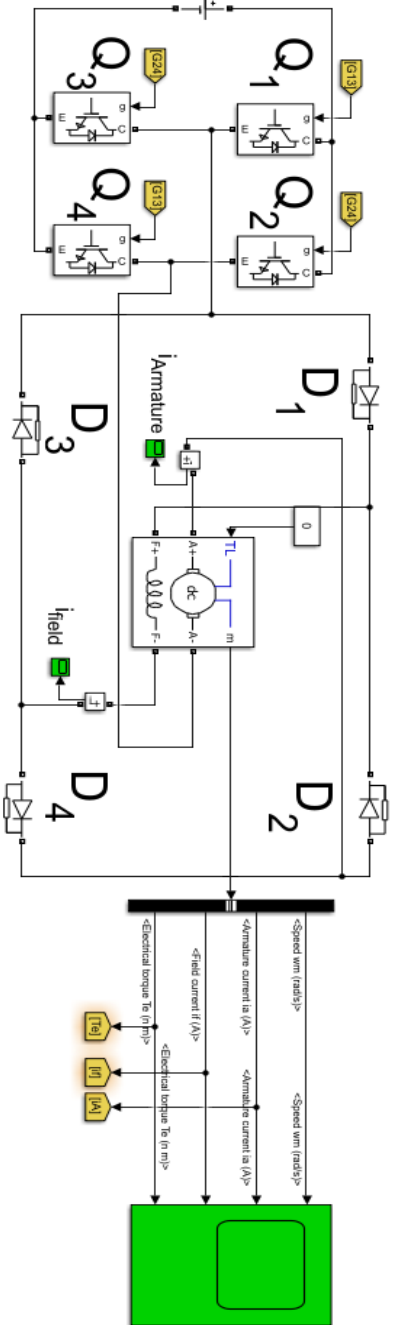 [G24]
[G13]
Q3
Q1
g
C
E
g
C
E
[G13]
[G24]
Q4
Q2
g
C
E
g
C
E
D1
D3
iArmature
+i
0
TL
m
A+
dc
A-
F+
F-
ifield
D2
D4
<Speed wm (rad/s)>
<Armature current ia (A)>
<Field current if (A)>
<Electrical torque Te (n m)>
<Speed wm (rad/s)>
<Armature current ia (A)>
<Electrical torque Te (n m)>
[Te]
[If]
[iA]